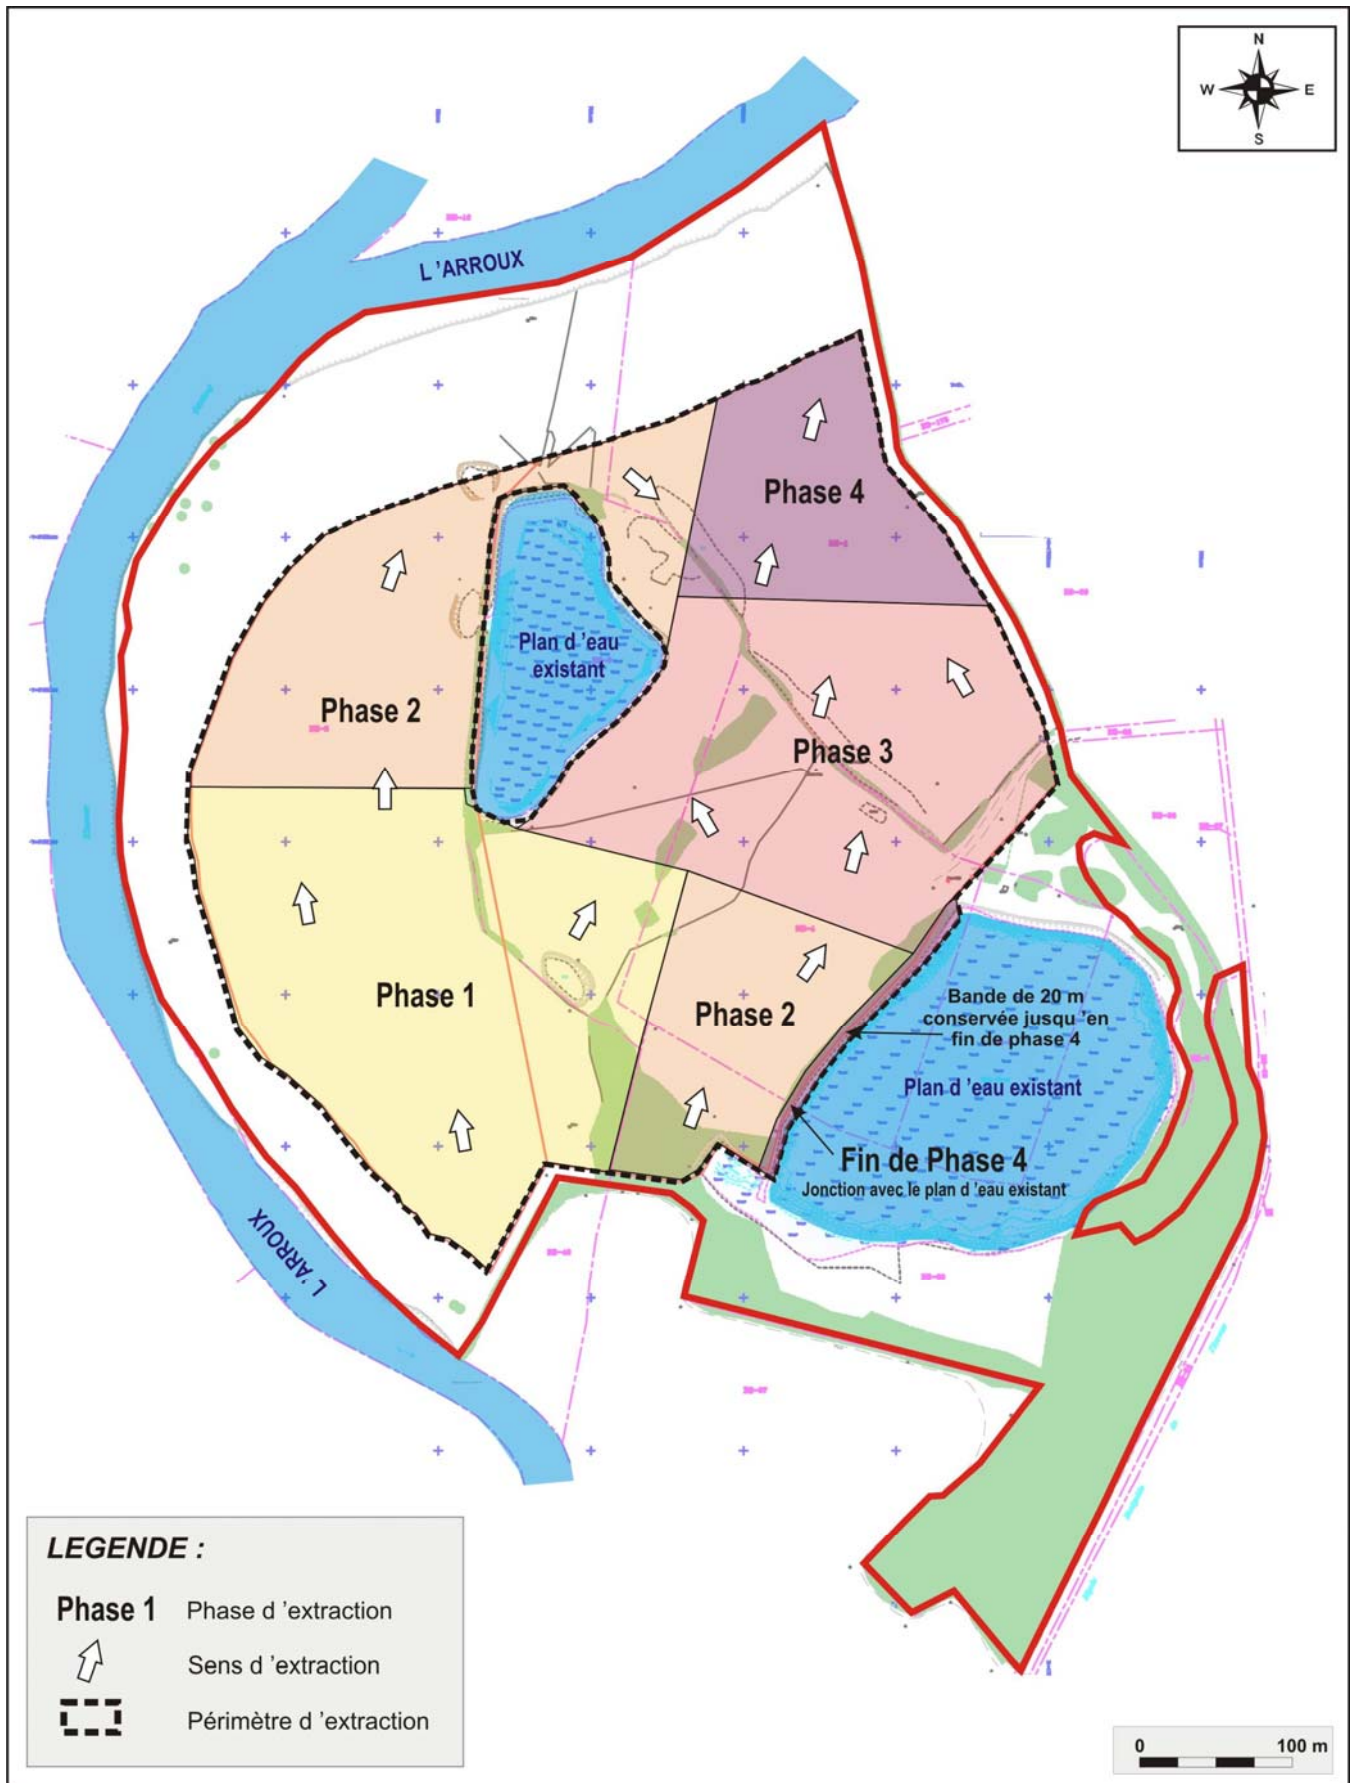 N
W
E
S
L 'ARROUX
Phase 4
Plan d 'eau
existant
Phase 2
Phase 3
Phase 1
Phase 2
Bande de 20 m
conservée jusqu 'en
fin de phase 4
Plan d 'eau existant
Fin de Phase 4
Jonction avec le plan d 'eau existant
L'ARROUX
LEGENDE :
Phase 1 Phase d 'extraction
Sens d 'extraction
Périmètre d 'extraction
0 100 m